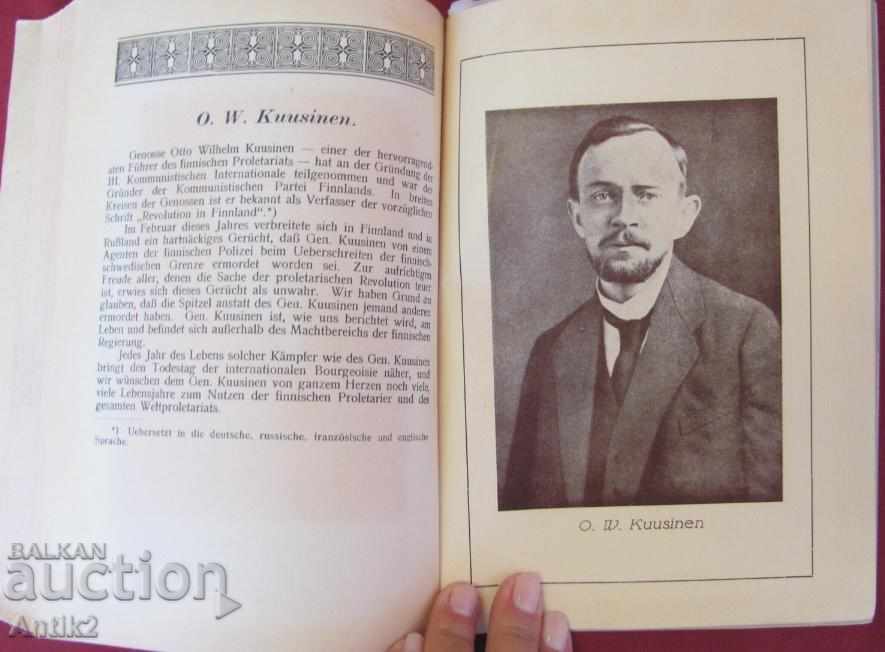 O. W. Kuusinen.
Genosse Otto Wilhelm Kuusinen — einer der hervorragend-
sten Führer des finnischen Proletariats — hat an der Gründung der
III. Kommunistischen Internationale teilgenommen und war der
Gründer der Kommunistischen Partei Finnlands. In breiten
Kreisen der Genossen ist er bekannt als Verfasser der vorzüglichen
Schrift „Revolution in Finnland".*)
Im Februar dieses Jahres verbreitete sich in Finnland und in
Rußland ein hartnäckiges Gerücht, daß Gen. Kuusinen von einem
Agenten der finnischen Polizei beim Ueberschreiten der finnisch-
schwedischen Grenze ermordet worden sei. Zur aufrichtigen
Freude aller, denen die Sache der proletarischen Revolution teuer
ist, erwies sich dieses Gerücht als unwahr. Wir haben Grund zu
glauben, daß die Spitzel anstatt des Gen. Kuusinen jemand anderes
ermordet haben. Gen. Kuusinen ist, wie uns berichtet wird, am
Leben und befindet sich außerhalb des Machtbereichs der finnischen
Regierung.
Jedes Jahr des Lebens solcher Kämpfer wie des Gen. Kuusinen
bringt den Todestag der internationalen Bourgeoisie näher, und
wir wünschen dem Gen. Kuusinen von ganzem Herzen noch viele,
viele Lebensjahre zum Nutzen der finnischen Proletarier und des
gesamten Weltproletariats.
*) Uebersetzt in die deutsche, russische, französische und englische
Sprache.
O. W. Kuusinen
BALKAN
auction
Antik2